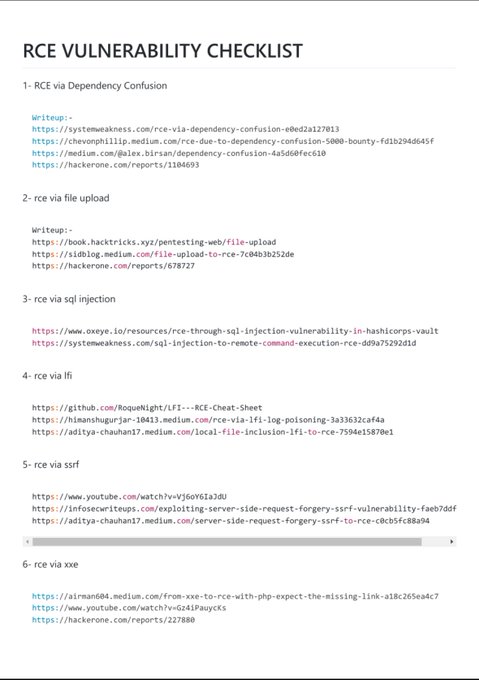 RCE VULNERABILITY CHECKLIST
1- RCE via Dependency Confusion
Writeup:-
https://systemweakness.com/rce-via-dependency-confusion-e0ed2a127013
https://chevonphillip.medium.com/rce-due-to-dependency-confusion-5000-bounty-fd1b294d645f
https://medium.com/@alex.birsan/dependency-confusion-4a5d60fec610
https://hackerone.com/reports/1104693
2- rce via file upload
Writeup:-
https://book.hacktricks.xyz/pentesting-web/file-upload
https://sidblog.medium.com/file-upload-to-rce-7c04b3b252de
https://hackerone.com/reports/678727
3- rce via sql injection
https://www.oxeye.io/resources/rce-through-sql-injection-vulnerability-in-hashicorps-vault
https://systemweakness.com/sql-injection-to-remote-command-execution-rce-dd9a75292d1d
4- rce via lfi
https://github.com/RoqueNight/LFI---RCE-Cheat-Sheet
https://himanshugurjar-10413.medium.com/rce-via-lfi-log-poisoning-3a33632caf4a
https://aditya-chauhan17.medium.com/local-file-inclusion-lfi-to-rce-7594e15870e1
5- rce via ssrf
https://www.youtube.com/watch?v=Vj6oY6IaJdU
https://infosecwriteups.com/exploiting-server-side-request-forgery-ssrf-vulnerability-faeb7ddf
https://aditya-chauhan17.medium.com/server-side-request-forgery-ssrf-to-rce-c0cb5fc88a94
6- rce via xxe
https://airman604.medium.com/from-xxe-to-rce-with-php-expect-the-missing-link-a18c265ea4c7
https://www.youtube.com/watch?v=Gz4iPauycKs
https://hackerone.com/reports/227880